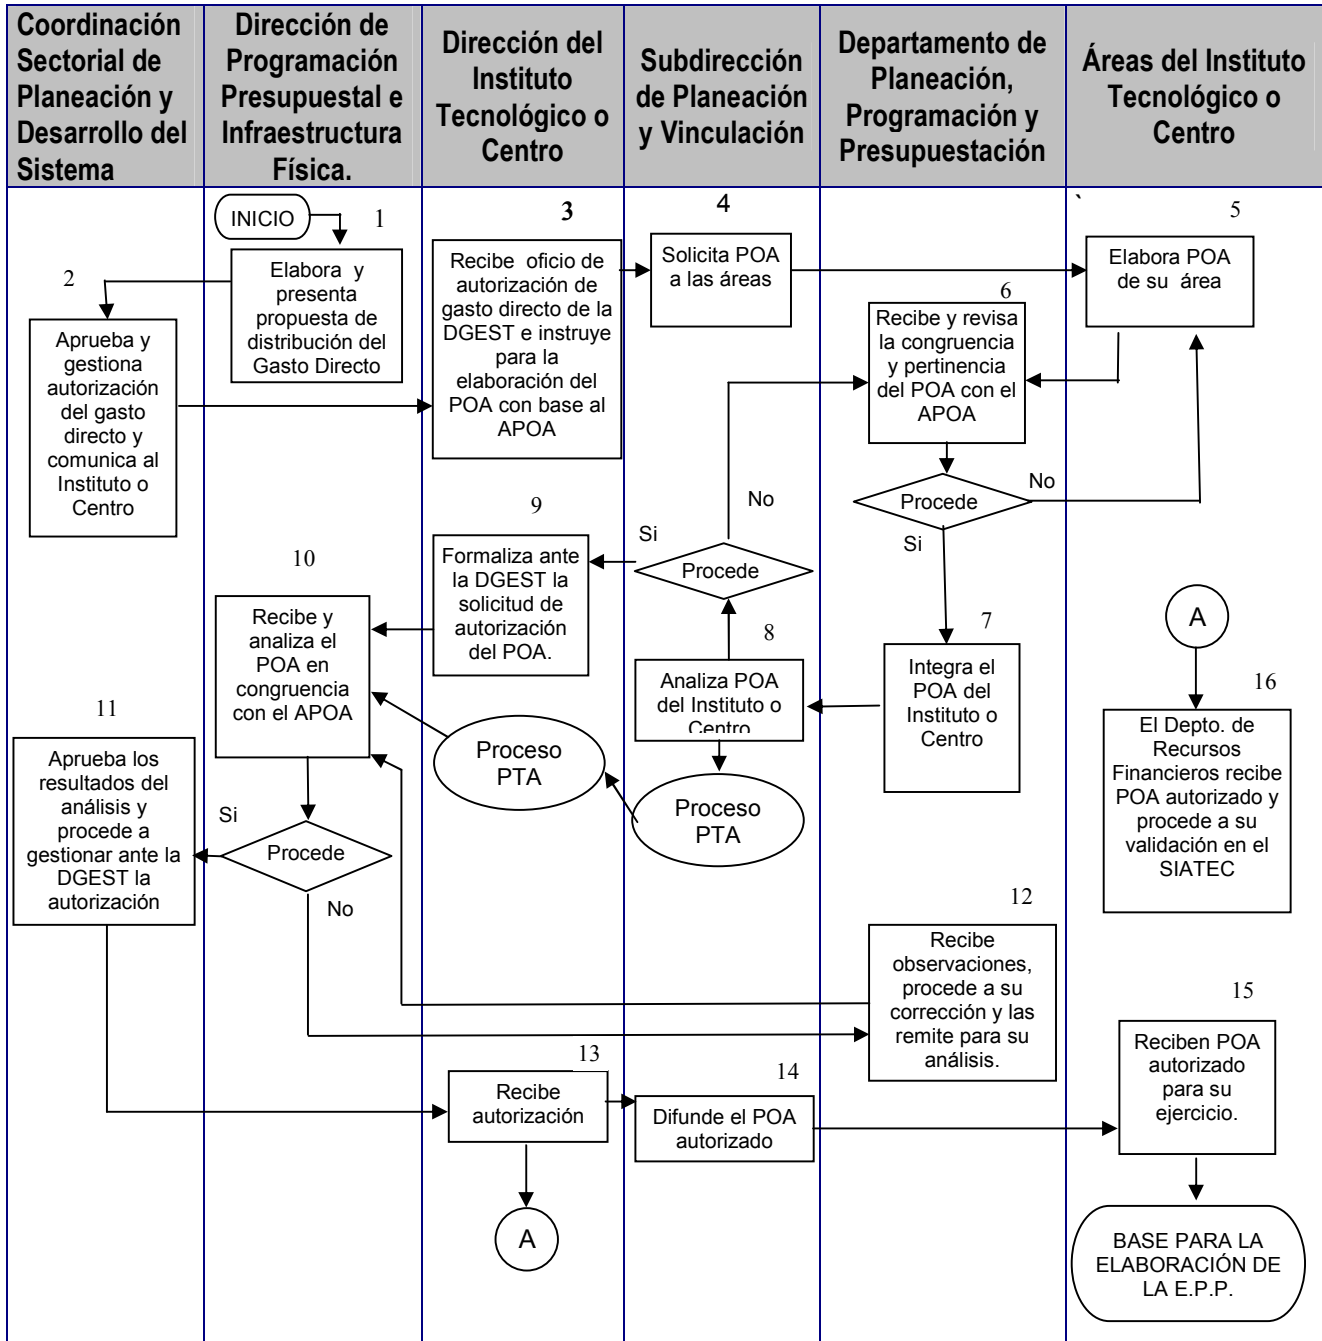 Coordinación
Sectorial de
Planeación y
Desarrollo del
Sistema
Dirección de
Programación
Presupuestal e
Infraestructura
Física.
Dirección del
Instituto
Tecnológico o
Centro
Subdirección
de Planeación
y Vinculación
Departamento de
Planeación,
Programación y
Presupuestación
Áreas del Instituto
Tecnológico o
Centro
INICIO
1
Elabora y
presenta
propuesta de
distribución del
Gasto Directo
2
Aprueba y
gestiona
autorización
del gasto
directo y
comunica al
Instituto o
Centro
3
Recibe oficio de
autorización de
gasto directo de
la DGEST e instruye
para la
elaboración del
POA con base al
APOA
4
Solicita POA
a las áreas
`
5
Elabora POA
de su área
6
Recibe y revisa
la congruencia
y pertinencia
del POA con el
APOA
Procede
No
Si
7
Integra el
POA del
Instituto o
Centro
8
Analiza POA
del Instituto o
Centro
Procede
No
Si
Proceso
PTA
Proceso
PTA
9
Formaliza ante
la DGEST la
solicitud de
autorización
del POA.
10
Recibe y
analiza el
POA en
congruencia
con el APOA
Procede
Si
No
11
Aprueba los
resultados del
análisis y
procede a
gestionar ante la
DGEST la
autorización
12
Recibe
observaciones,
procede a su
corrección y las
remite para su
análisis.
13
Recibe
autorización
A
14
Difunde el POA
autorizado
15
Reciben POA
autorizado
para su
ejercicio.
BASE PARA LA
ELABORACIÓN DE
LA E.P.P.
A
16
El Depto. de
Recursos
Financieros recibe
POA autorizado y
procede a su
validación en el
SIATEC